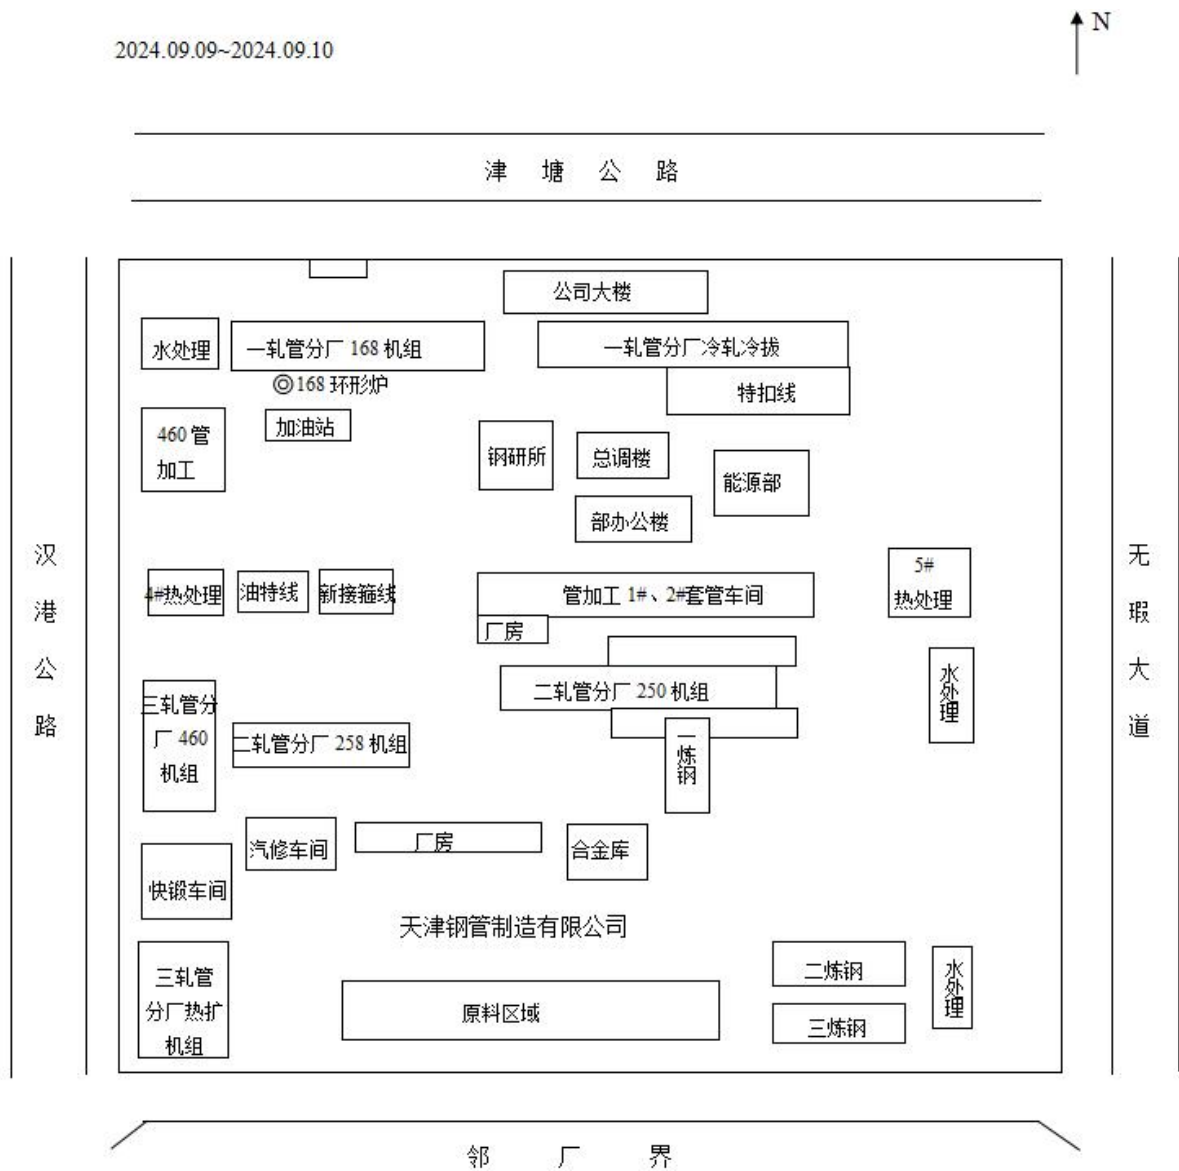 N
2024.09.09~2024.09.10
津塘公路
公司大楼
水处理
一轧管分厂 168 机组
一轧管分厂冷轧冷拔
◎168 环形炉
特扣线
460 管
加工
加油站
钢研所
总调楼
能源部
部办公楼
汉港公路
无瑕大道
4#热处理
油特线
新接箍线
管加工 1#、2#套管车间
5#
热处理
厂房
水处理
二轧管分厂 250 机组
三轧管分
厂 460
机组
二轧管分厂 258 机组
一炼钢
汽修车间
厂房
合金库
快锻车间
天津钢管制造有限公司
三轧管
分厂热扩
机组
原料区域
二炼钢
三炼钢
水处理
邻厂界